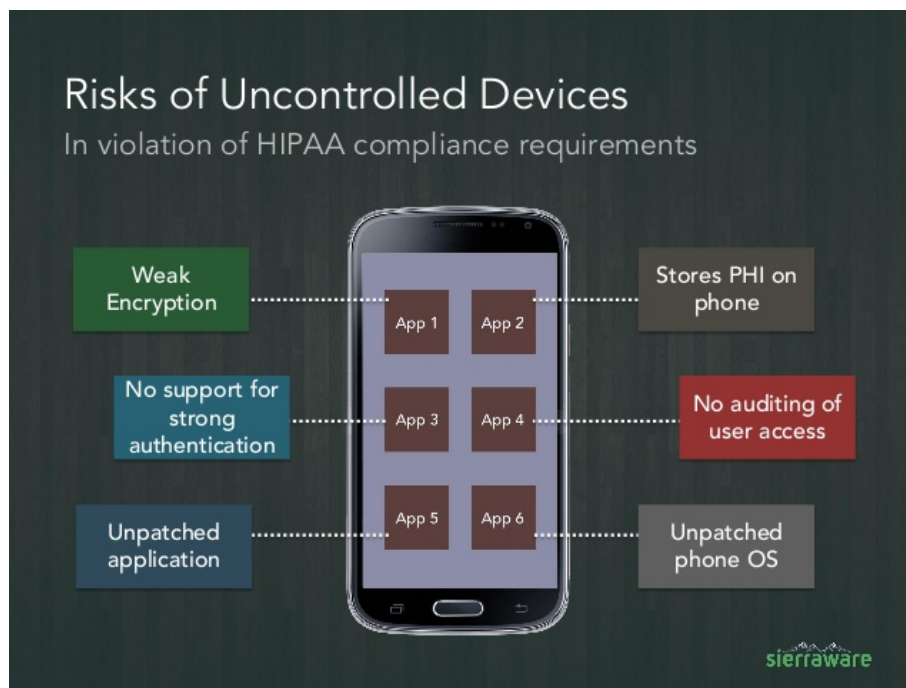 Risks of Uncontrolled Devices
In violation of HIPAA compliance requirements
Weak
Encryption
App 1
App 2
Stores PHI on
phone
No support for
strong
authentication
App 3
App 4
No auditing of
user access
Unpatched
application
App 5
App 6
Unpatched
phone OS
sierraware